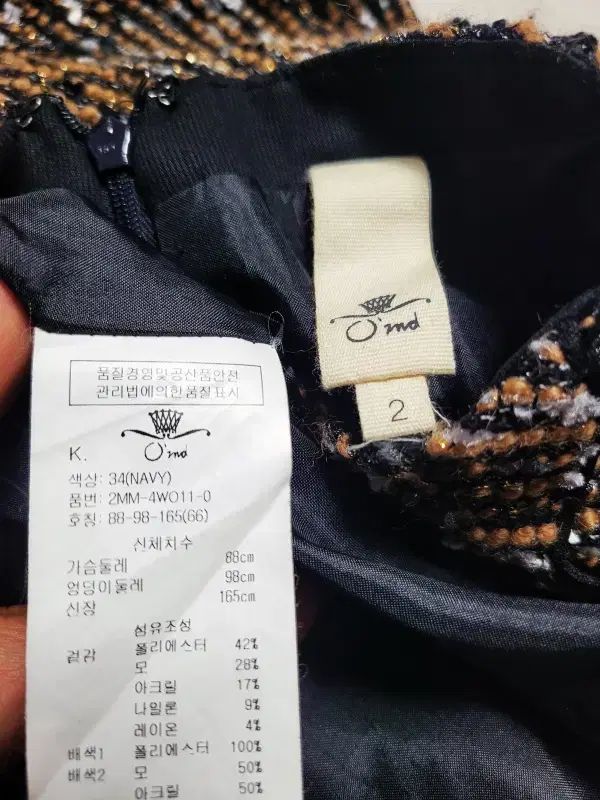 O'md
2
품질경영및공산품안전
관리법에의한품질표시
K. O'md
색상: 34(NAVY)
품번: 2MM-4WO11-0
호칭: 88-98-165(66)
신체치수
가슴둘레 88cm
엉덩이둘레 98cm
신장 165cm
섬유조성
겉감 폴리에스터 42%
모 28%
아크릴 17%
나일론 9%
레이온 4%
배색1 폴리에스터 100%
배색2 모 50%
아크릴 50%